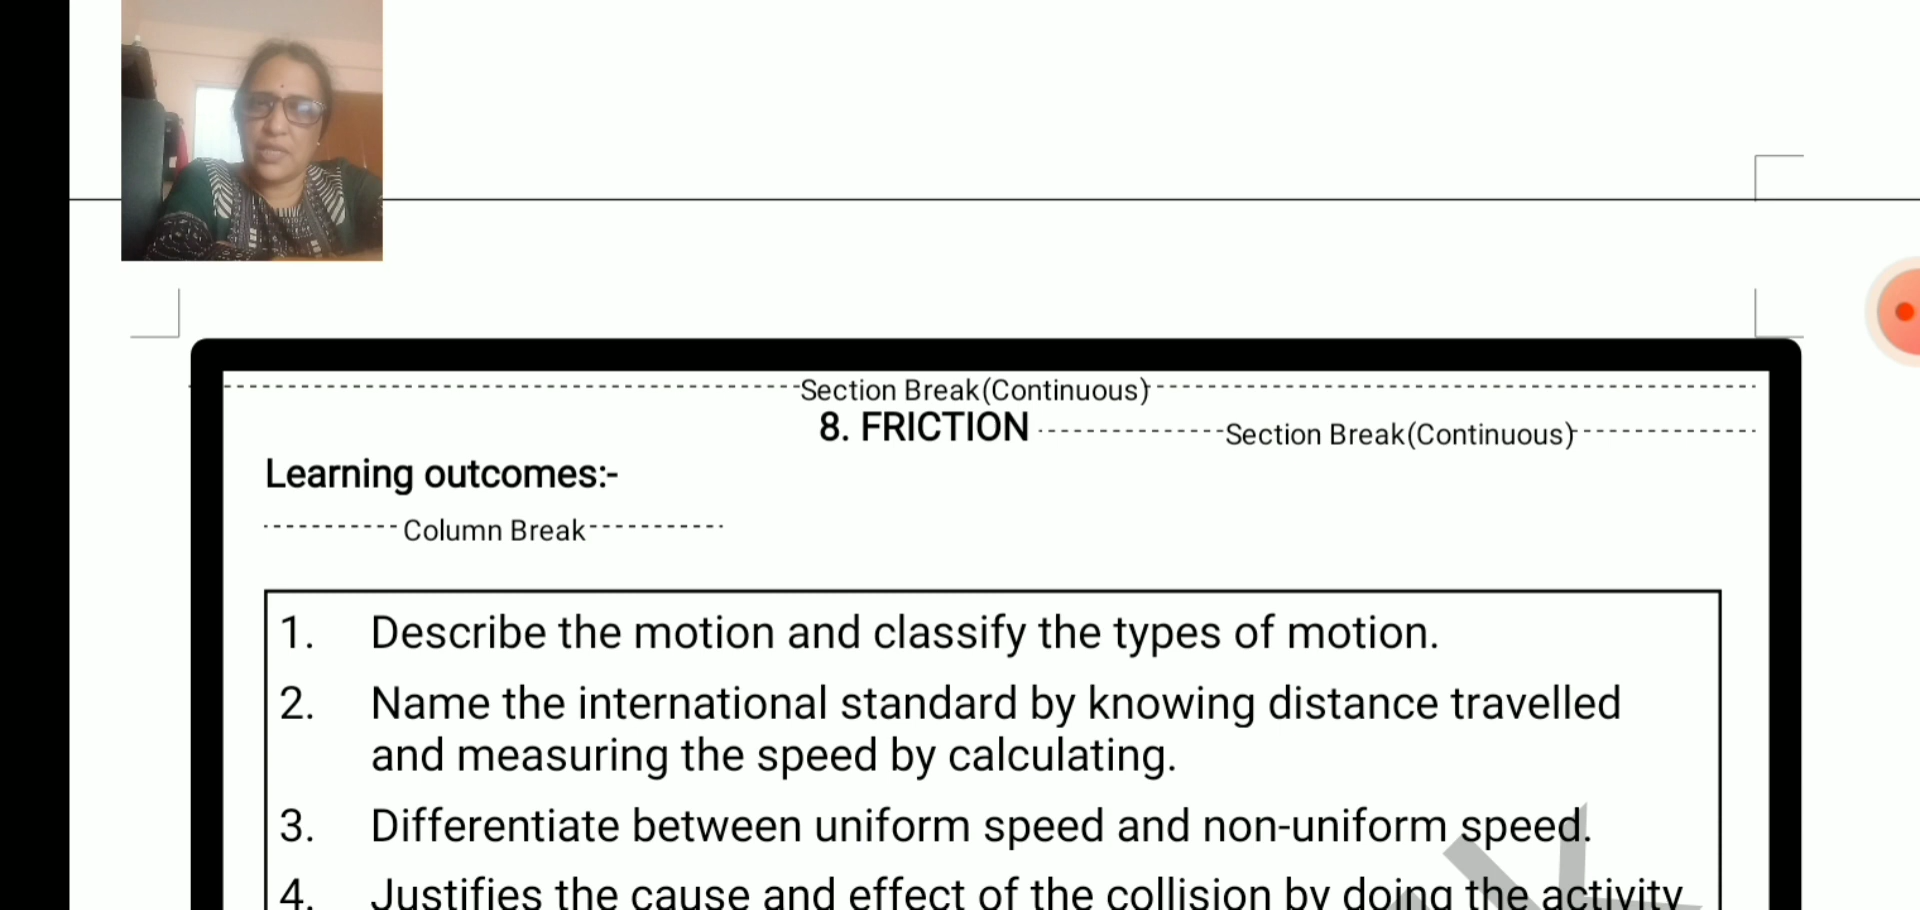 Section Break(Continuous)
8. FRICTION Section Break(Continuous)
Learning outcomes:-
Column Break
1. Describe the motion and classify the types of motion.
2. Name the international standard by knowing distance travelled
and measuring the speed by calculating.
3. Differentiate between uniform speed and non-uniform speed.
4. Justifies the cause and effect of the collision by doing the activity